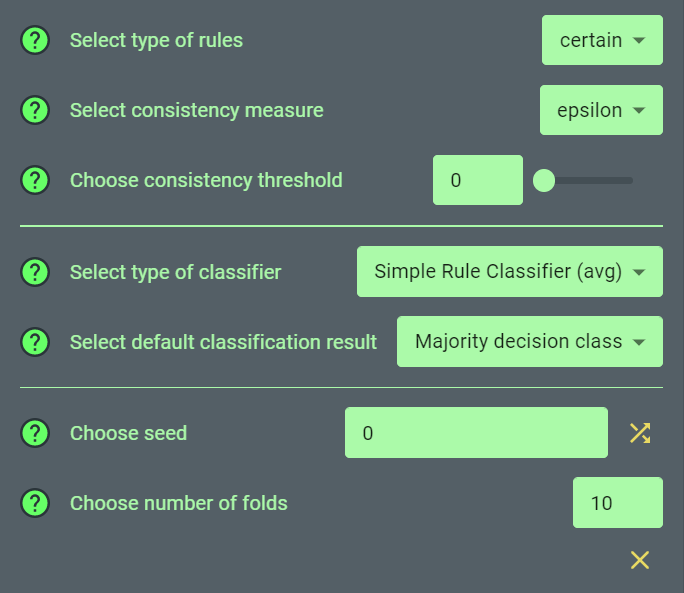 ? Select type of rules certain
? Select consistency measure epsilon
? Choose consistency threshold 0
? Select type of classifier Simple Rule Classifier (avg)
? Select default classification result Majority decision class
? Choose seed 0
? Choose number of folds 10